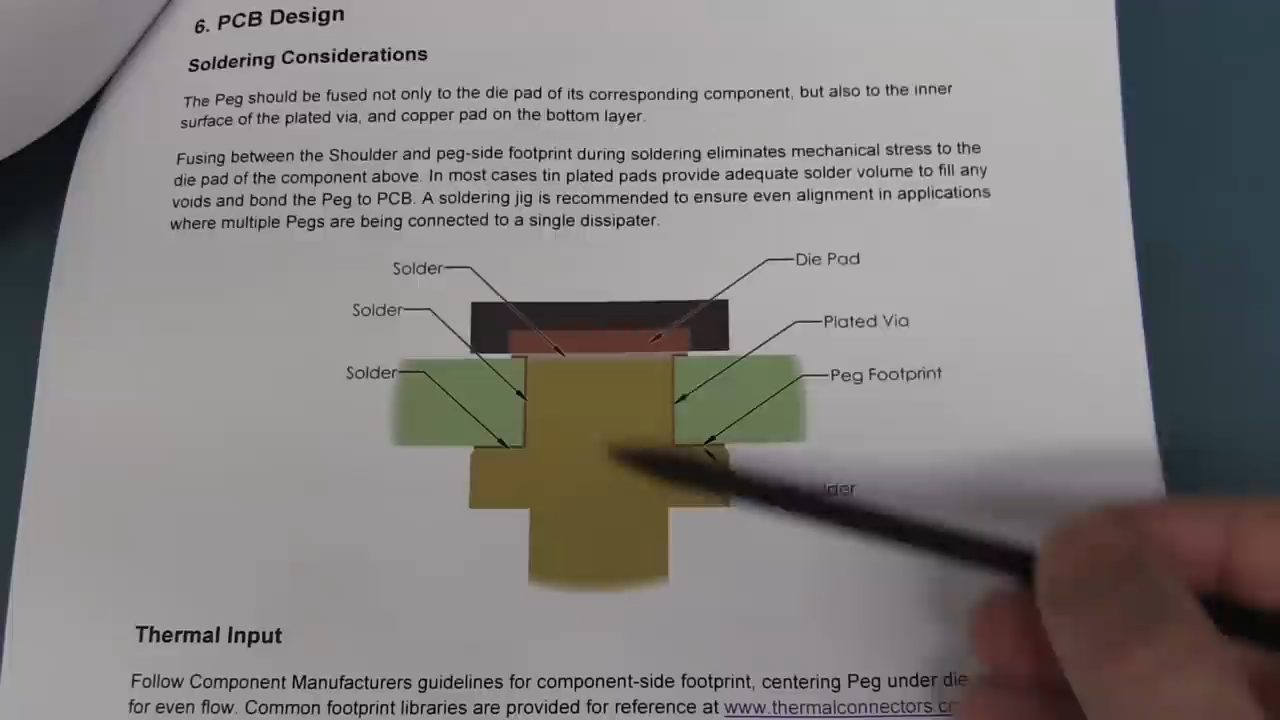 6. PCB Design
Soldering Considerations
The Peg should be fused not only to the die pad of its corresponding component, but also to the inner
surface of the plated via, and copper pad on the bottom layer.
Fusing between the Shoulder and peg-side footprint during soldering eliminates mechanical stress to the
die pad of the component above. In most cases tin plated pads provide adequate solder volume to fill any
voids and bond the Peg to PCB. A soldering jig is recommended to ensure even alignment in applications
where multiple Pegs are being connected to a single dissipater.
Solder
Die Pad
Solder
Plated Via
Solder
Peg Footprint
Thermal Input
Follow Component Manufacturers guidelines for component-side footprint, centering Peg under die
for even flow. Common footprint libraries are provided for reference at www.thermalconnectors.